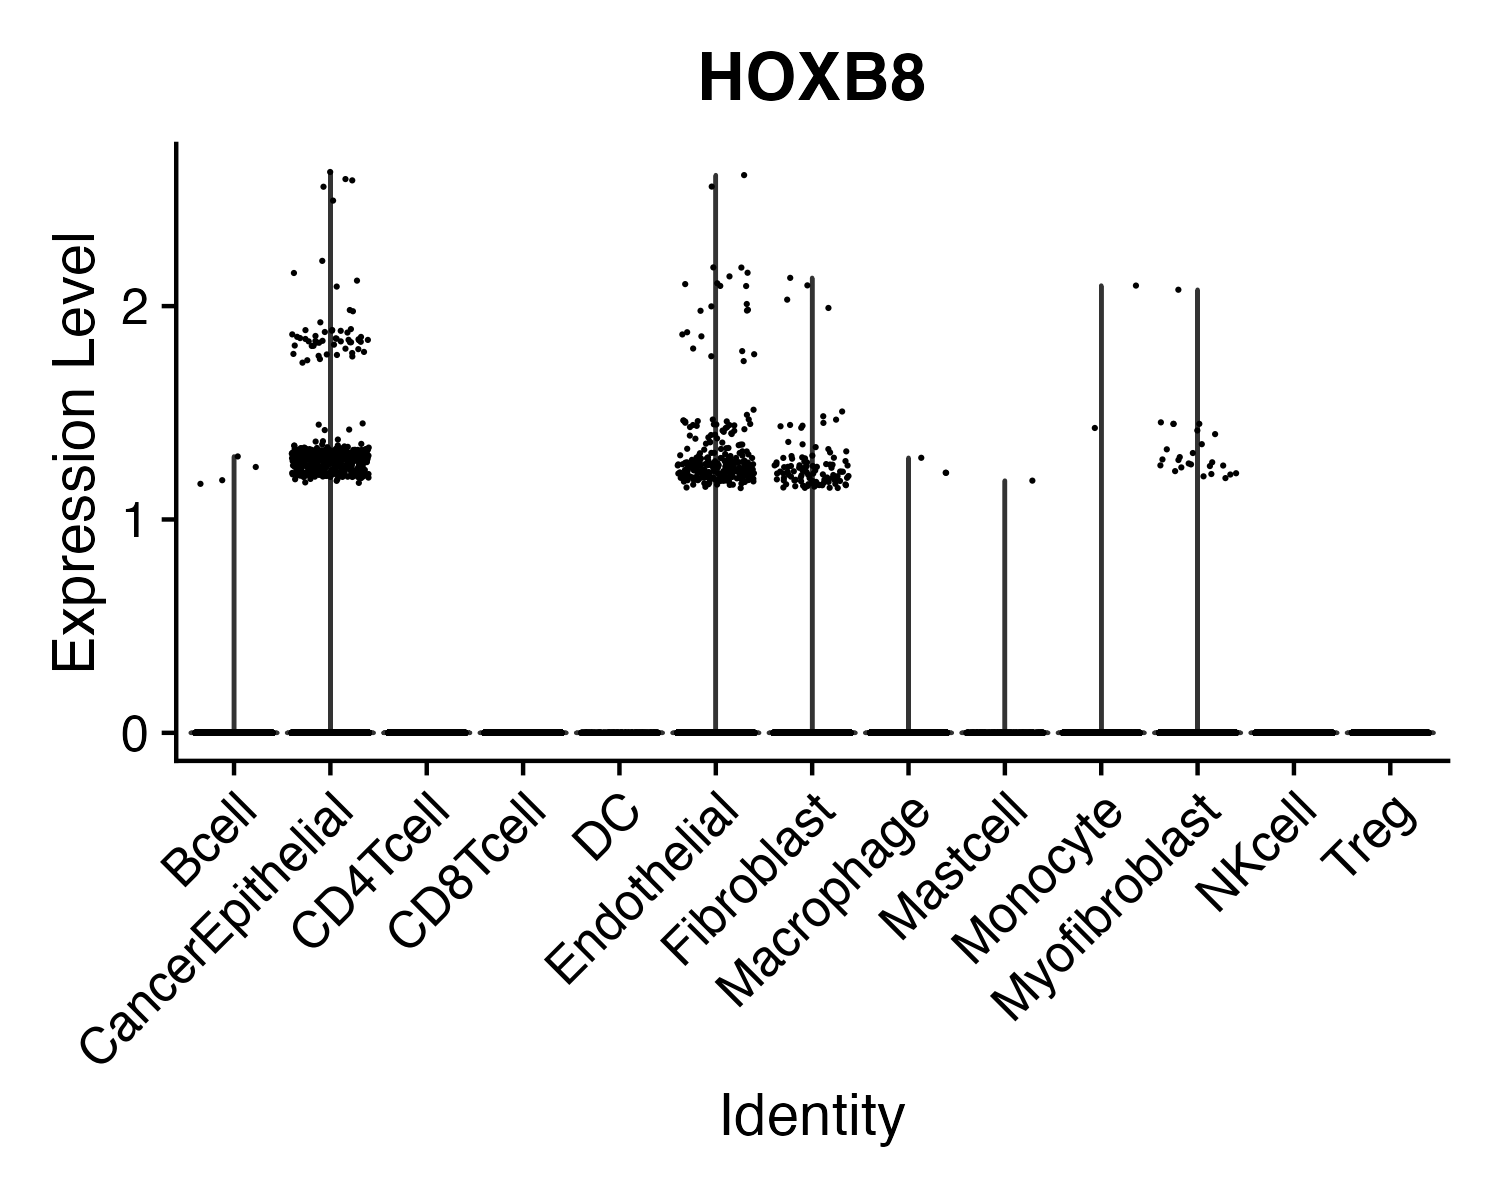 HOXB8
Expression Level
2
1
0
Bcell
CancerEpithelial
CD4Tcell
CD8Tcell
DC
Endothelial
Fibroblast
Macrophage
Mastcell
Monocyte
Myofibroblast
NKcell
Treg
Identity